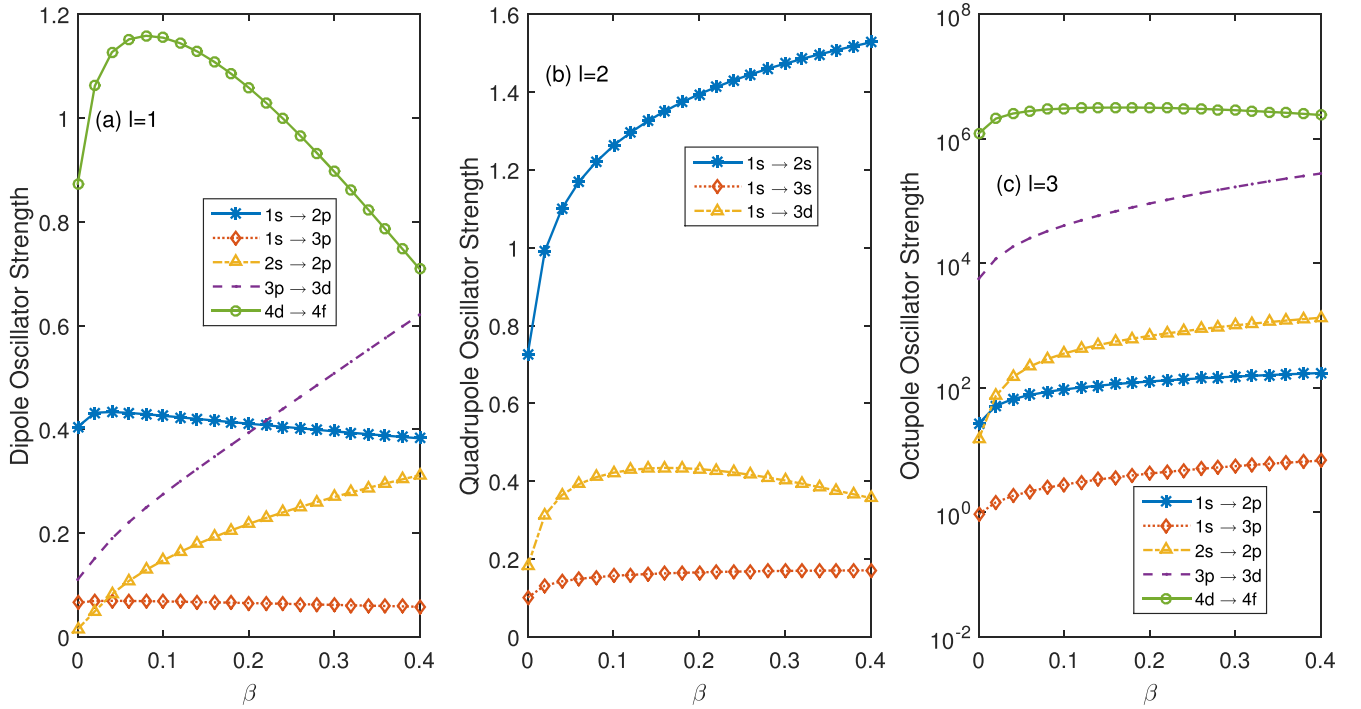 Dipole Oscillator Strength
1.2
1
0.8
0.6
0.4
0.2
0
(a) l=1
1s → 2p
1s → 3p
2s → 2p
3p → 3d
4d → 4f
0 0.1 0.2 0.3 0.4
β
Quadrupole Oscillator Strength
1.6
1.4
1.2
1
0.8
0.6
0.4
0.2
0
(b) l=2
1s → 2s
1s → 3s
1s → 3d
0 0.1 0.2 0.3 0.4
β
Octupole Oscillator Strength
10^8
10^6
10^4
10^2
10^0
10^-2
(c) l=3
1s → 2p
1s → 3p
2s → 2p
3p → 3d
4d → 4f
0 0.1 0.2 0.3 0.4
β